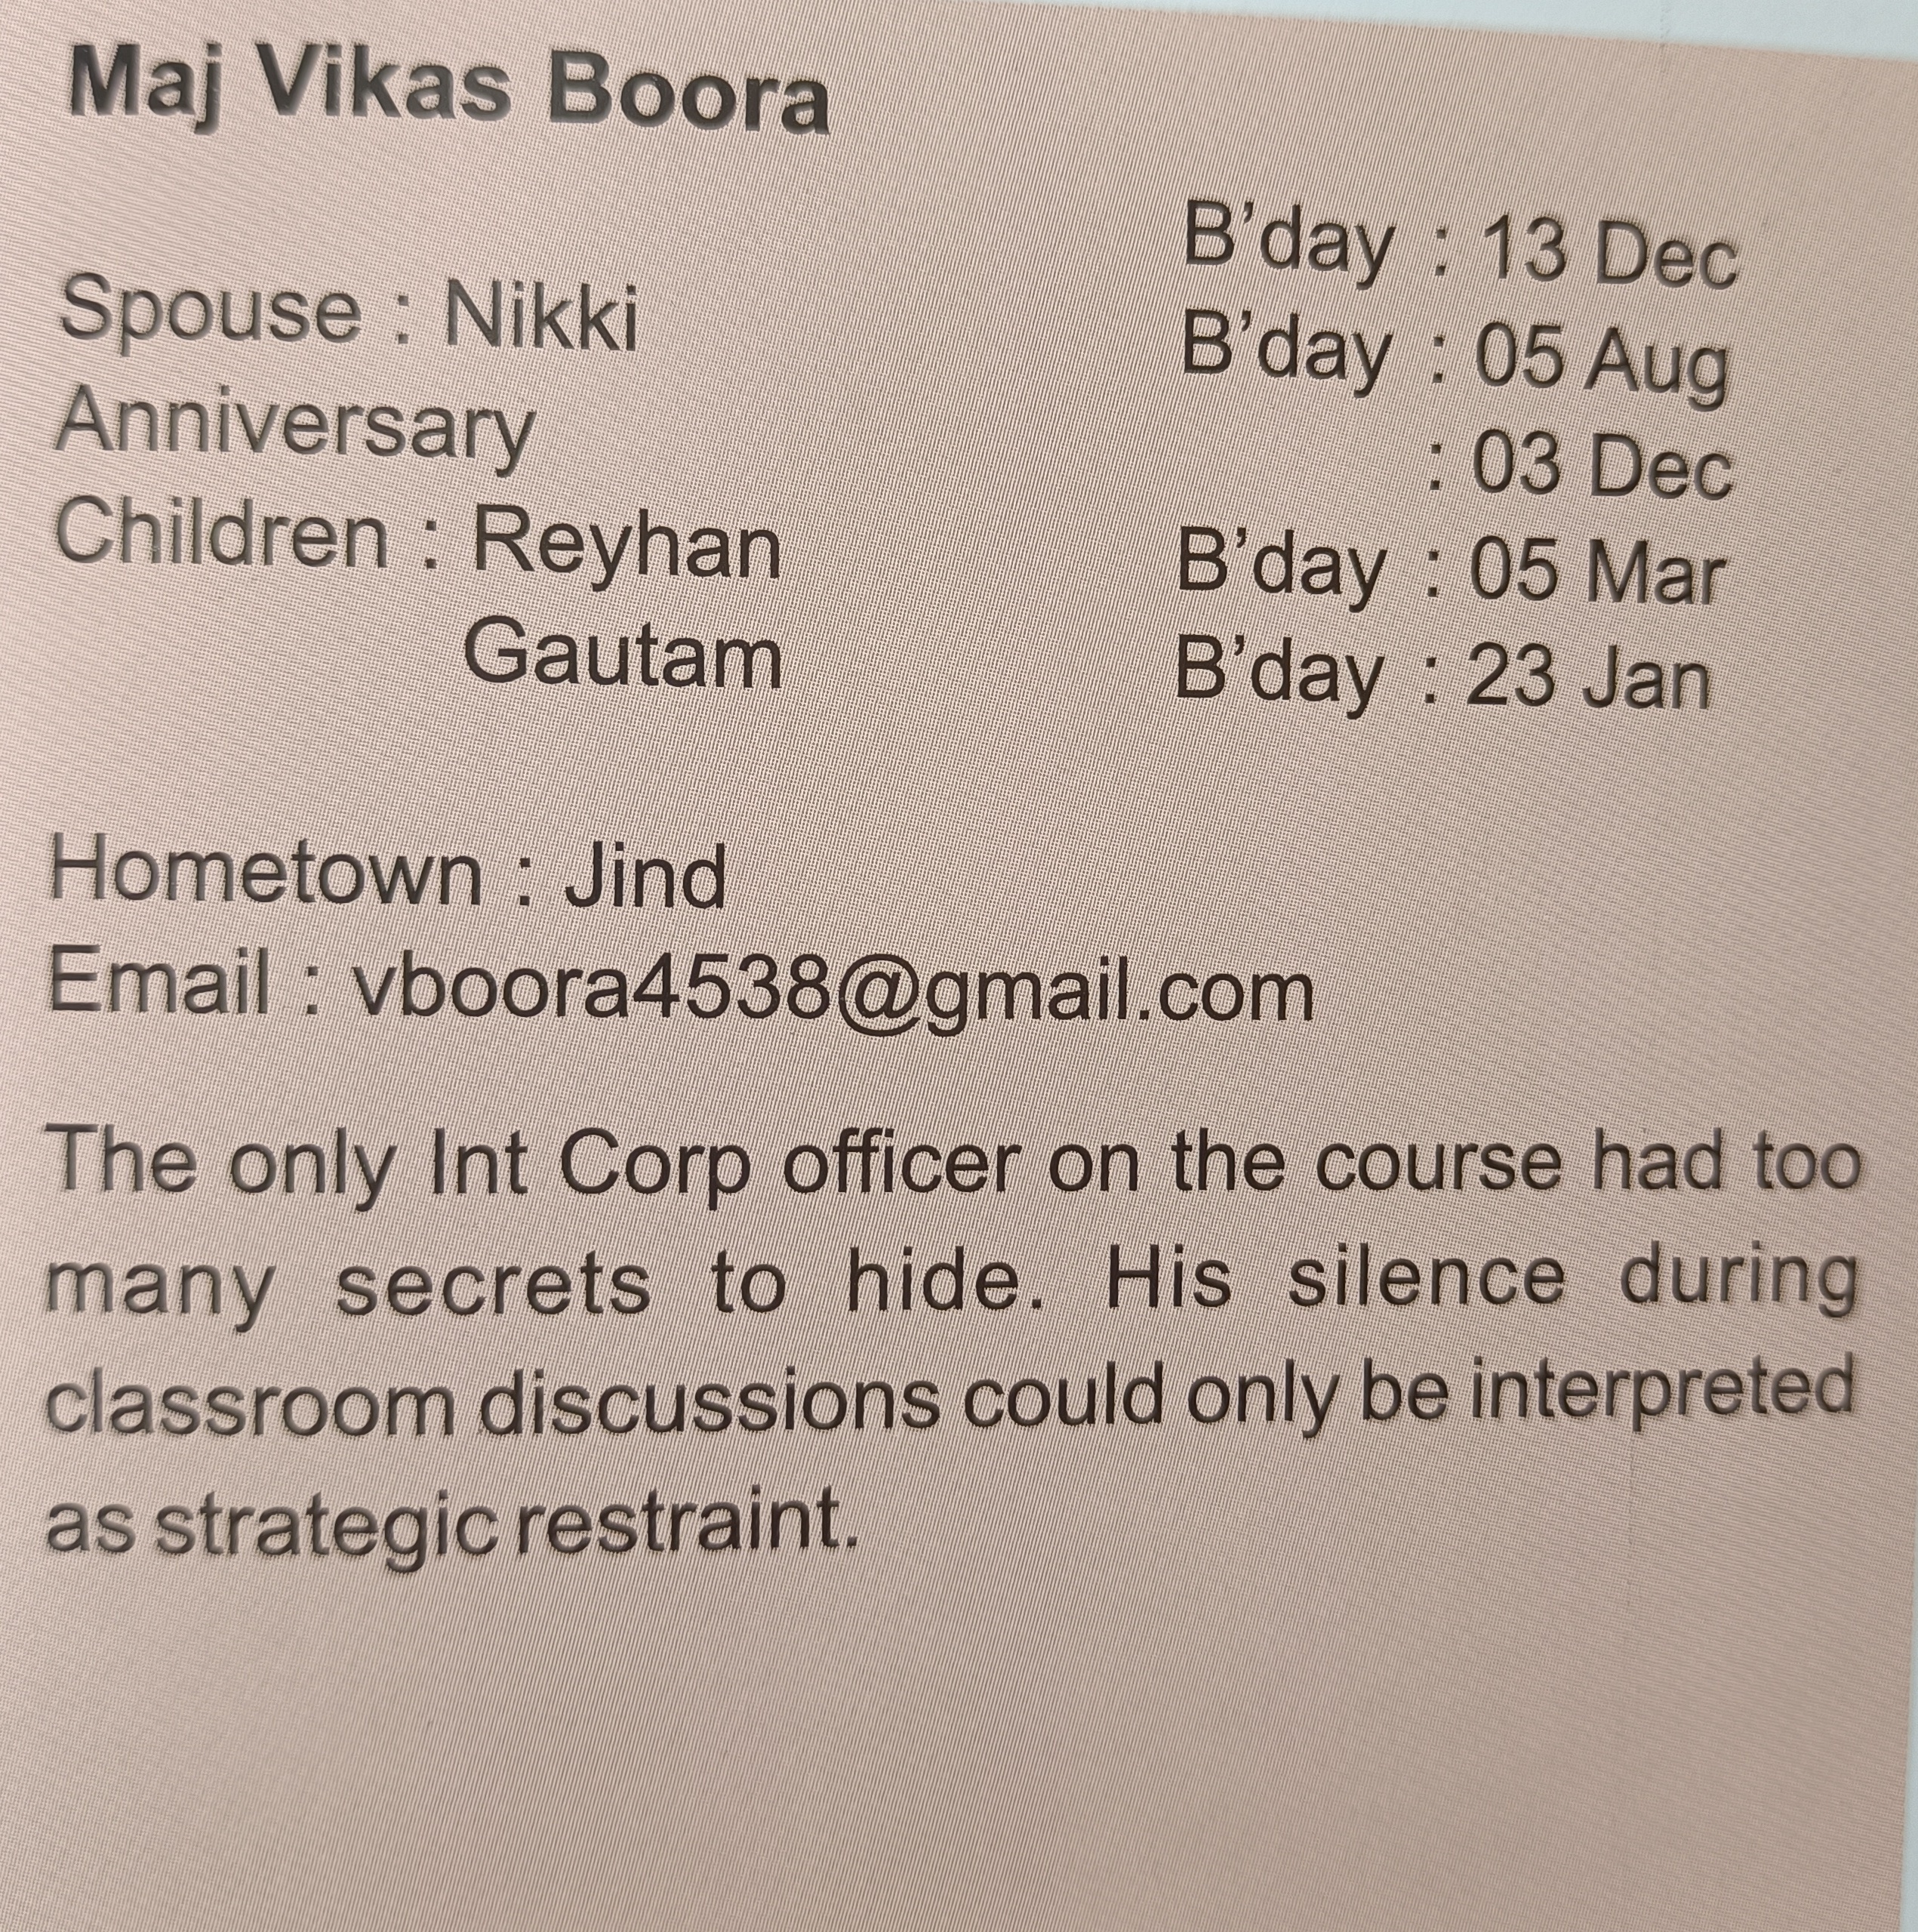 Maj Vikas Boora
B'day : 13 Dec
Spouse : Nikki B'day : 05 Aug
Anniversary : 03 Dec
Children : Reyhan B'day : 05 Mar
Gautam B'day : 23 Jan
Hometown : Jind
Email : vboora4538@gmail.com
The only Int Corp officer on the course had too
many secrets to hide. His silence during
classroom discussions could only be interpreted
as strategic restraint.